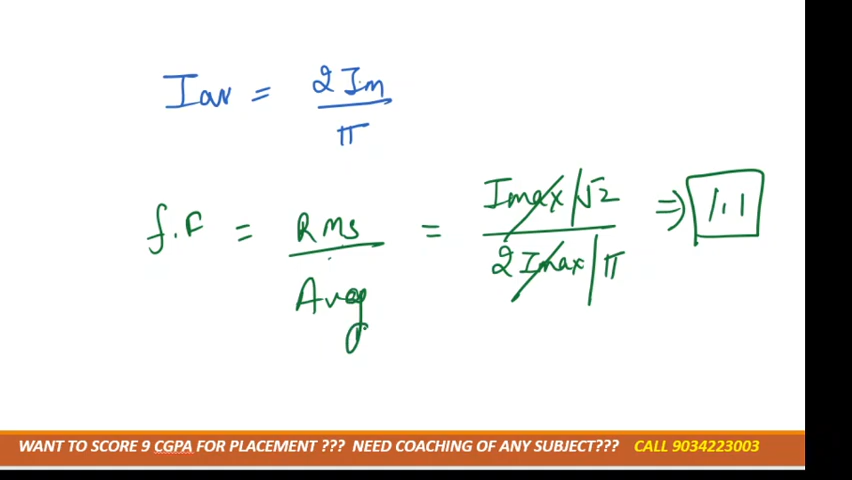 Iav = 2Im / π
f.F = Rms / Avg = Imax/√2 / 2Imax/π ⇒ 1.1
WANT TO SCORE 9 CGPA FOR PLACEMENT ??? NEED COACHING OF ANY SUBJECT??? CALL 9034223003